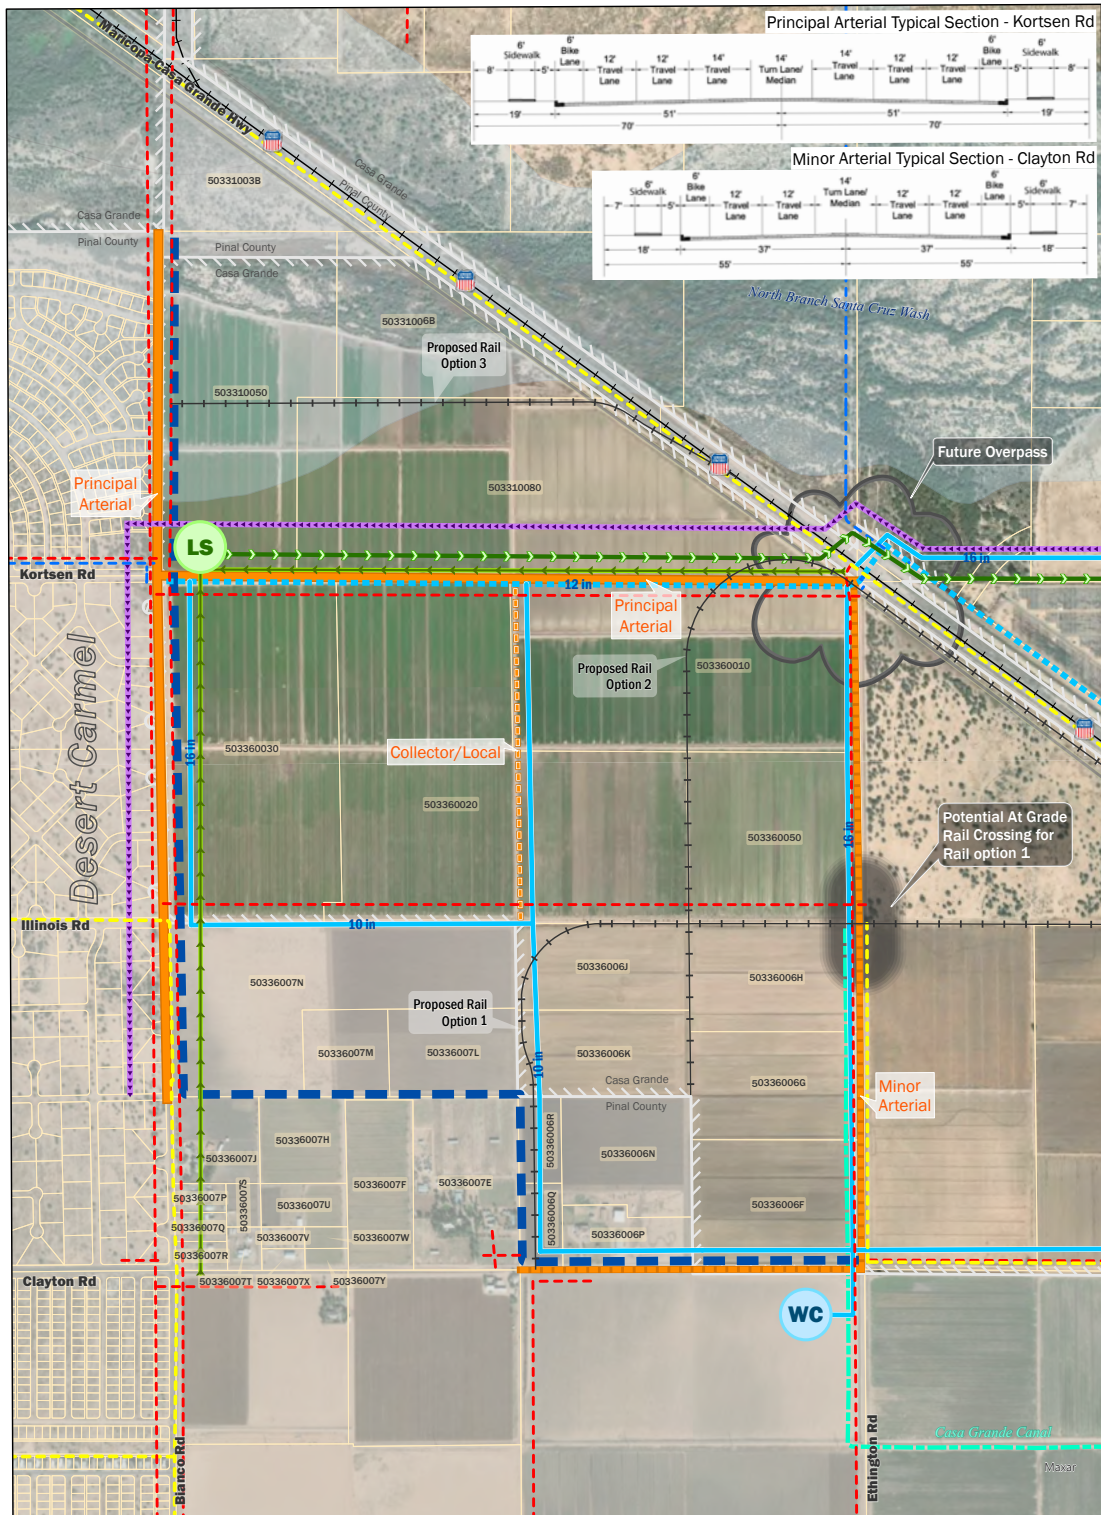 Principal Arterial Typical Section - Kortsen Rd
6'
Sidewalk
6'
Bike
Lane
12'
Travel
Lane
12'
Travel
Lane
14'
Travel
Lane
14'
Turn Lane/
Median
14'
Travel
Lane
12'
Travel
Lane
12'
Travel
Lane
6'
Bike
Lane
6'
Sidewalk
8'
5'
5'
8'
19'
51'
51'
19'
70'
70'
Minor Arterial Typical Section - Clayton Rd
6'
Sidewalk
6'
Bike
Lane
12'
Travel
Lane
12'
Travel
Lane
14'
Turn Lane/
Median
12'
Travel
Lane
12'
Travel
Lane
6'
Bike
Lane
6'
Sidewalk
7'
5'
5'
7'
18'
37'
37'
18'
55'
55'
Maricopa-Casa Grande Hwy
Casa Grande
Pinal County
50331003B
Casa Grande
Pinal County
Pinal County
Casa Grande
North Branch Santa Cruz Wash
50331006B
Proposed Rail
Option 3
503310050
Future Overpass
Principal
Arterial
503310080
LS
Kortsen Rd
12 in
16 in
Principal
Arterial
Proposed Rail
Option 2
503360010
Desert Carmel
16 in
503360030
Collector/Local
503360020
503360050
16 in
Potential At Grade
Rail Crossing for
Rail option 1
Illinois Rd
10 in
50336007N
50336006J
50336006H
Proposed Rail
Option 1
50336007M
50336007L
50336006K
10 in
Casa Grande
Pinal County
50336006G
Minor
Arterial
50336007H
50336006R
50336006N
50336007J
50336007P
50336007S
50336007U
50336007F
50336007E
50336006Q
50336006F
50336007Q
50336007V
50336007W
50336006P
50336007R
Clayton Rd
50336007T
50336007X
50336007Y
WC
Bianco Rd
Ethington Rd
Casa Grande Canal
Maxar